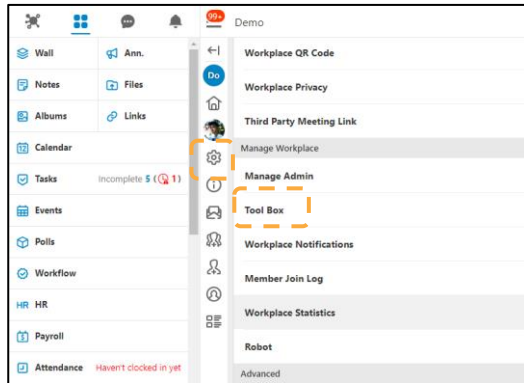 99+
Demo
Wall
Ann.
Notes
Files
Albums
Links
12
Calendar
Tasks
Incomplete 5 ( 1 )
Events
Polls
Workflow
HR HR
$
Payroll
Attendance
Haven't clocked in yet
Do
Workplace QR Code
Workplace Privacy
Third Party Meeting Link
Manage Workplace
Manage Admin
Tool Box
Workplace Notifications
Member Join Log
Workplace Statistics
Robot
Advanced